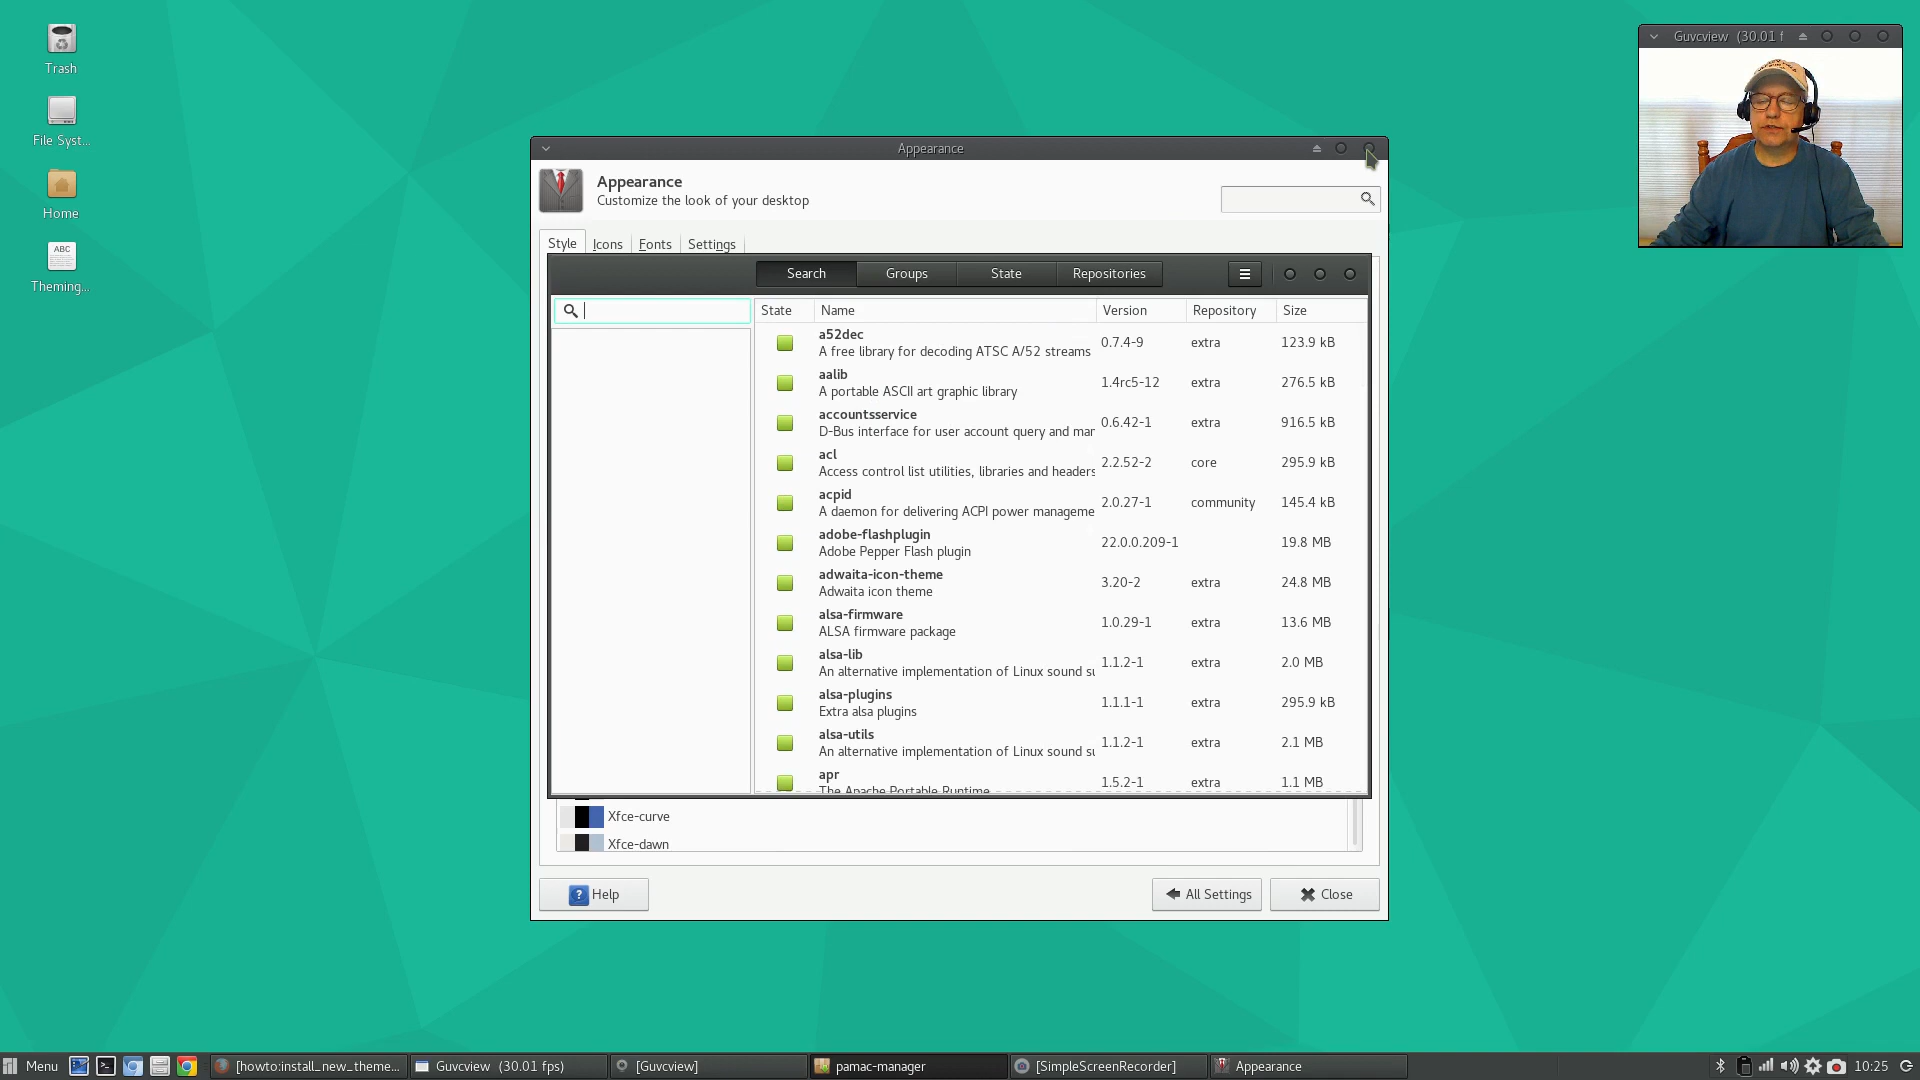 Trash
File Syst...
Home
ABC
Theming...
Guvcview (30.01 f
Appearance
Appearance
Customize the look of your desktop
Style Icons Fonts Settings
Search Groups State Repositories
State Name Version Repository Size
a52dec
A free library for decoding ATSC A/52 streams
0.7.4-9 extra 123.9 kB
aalib
A portable ASCII art graphic library
1.4rc5-12 extra 276.5 kB
accountsservice
D-Bus interface for user account query and mar
0.6.42-1 extra 916.5 kB
acl
Access control list utilities, libraries and headers
2.2.52-2 core 295.9 kB
acpid
A daemon for delivering ACPI power manageme
2.0.27-1 community 145.4 kB
adobe-flashplugin
Adobe Pepper Flash plugin
22.0.0.209-1 19.8 MB
adwaita-icon-theme
Adwaita icon theme
3.20-2 extra 24.8 MB
alsa-firmware
ALSA firmware package
1.0.29-1 extra 13.6 MB
alsa-lib
An alternative implementation of Linux sound su
1.1.2-1 extra 2.0 MB
alsa-plugins
Extra alsa plugins
1.1.1-1 extra 295.9 kB
alsa-utils
An alternative implementation of Linux sound su
1.1.2-1 extra 2.1 MB
apr
The Apache Portable Runtime
1.5.2-1 extra 1.1 MB
Xfce-curve
Xfce-dawn
Help All Settings Close
Menu [howto:install_new_theme... Guvcview (30.01 fps) [Guvcview] pamac-manager [SimpleScreenRecorder] Appearance 10:25